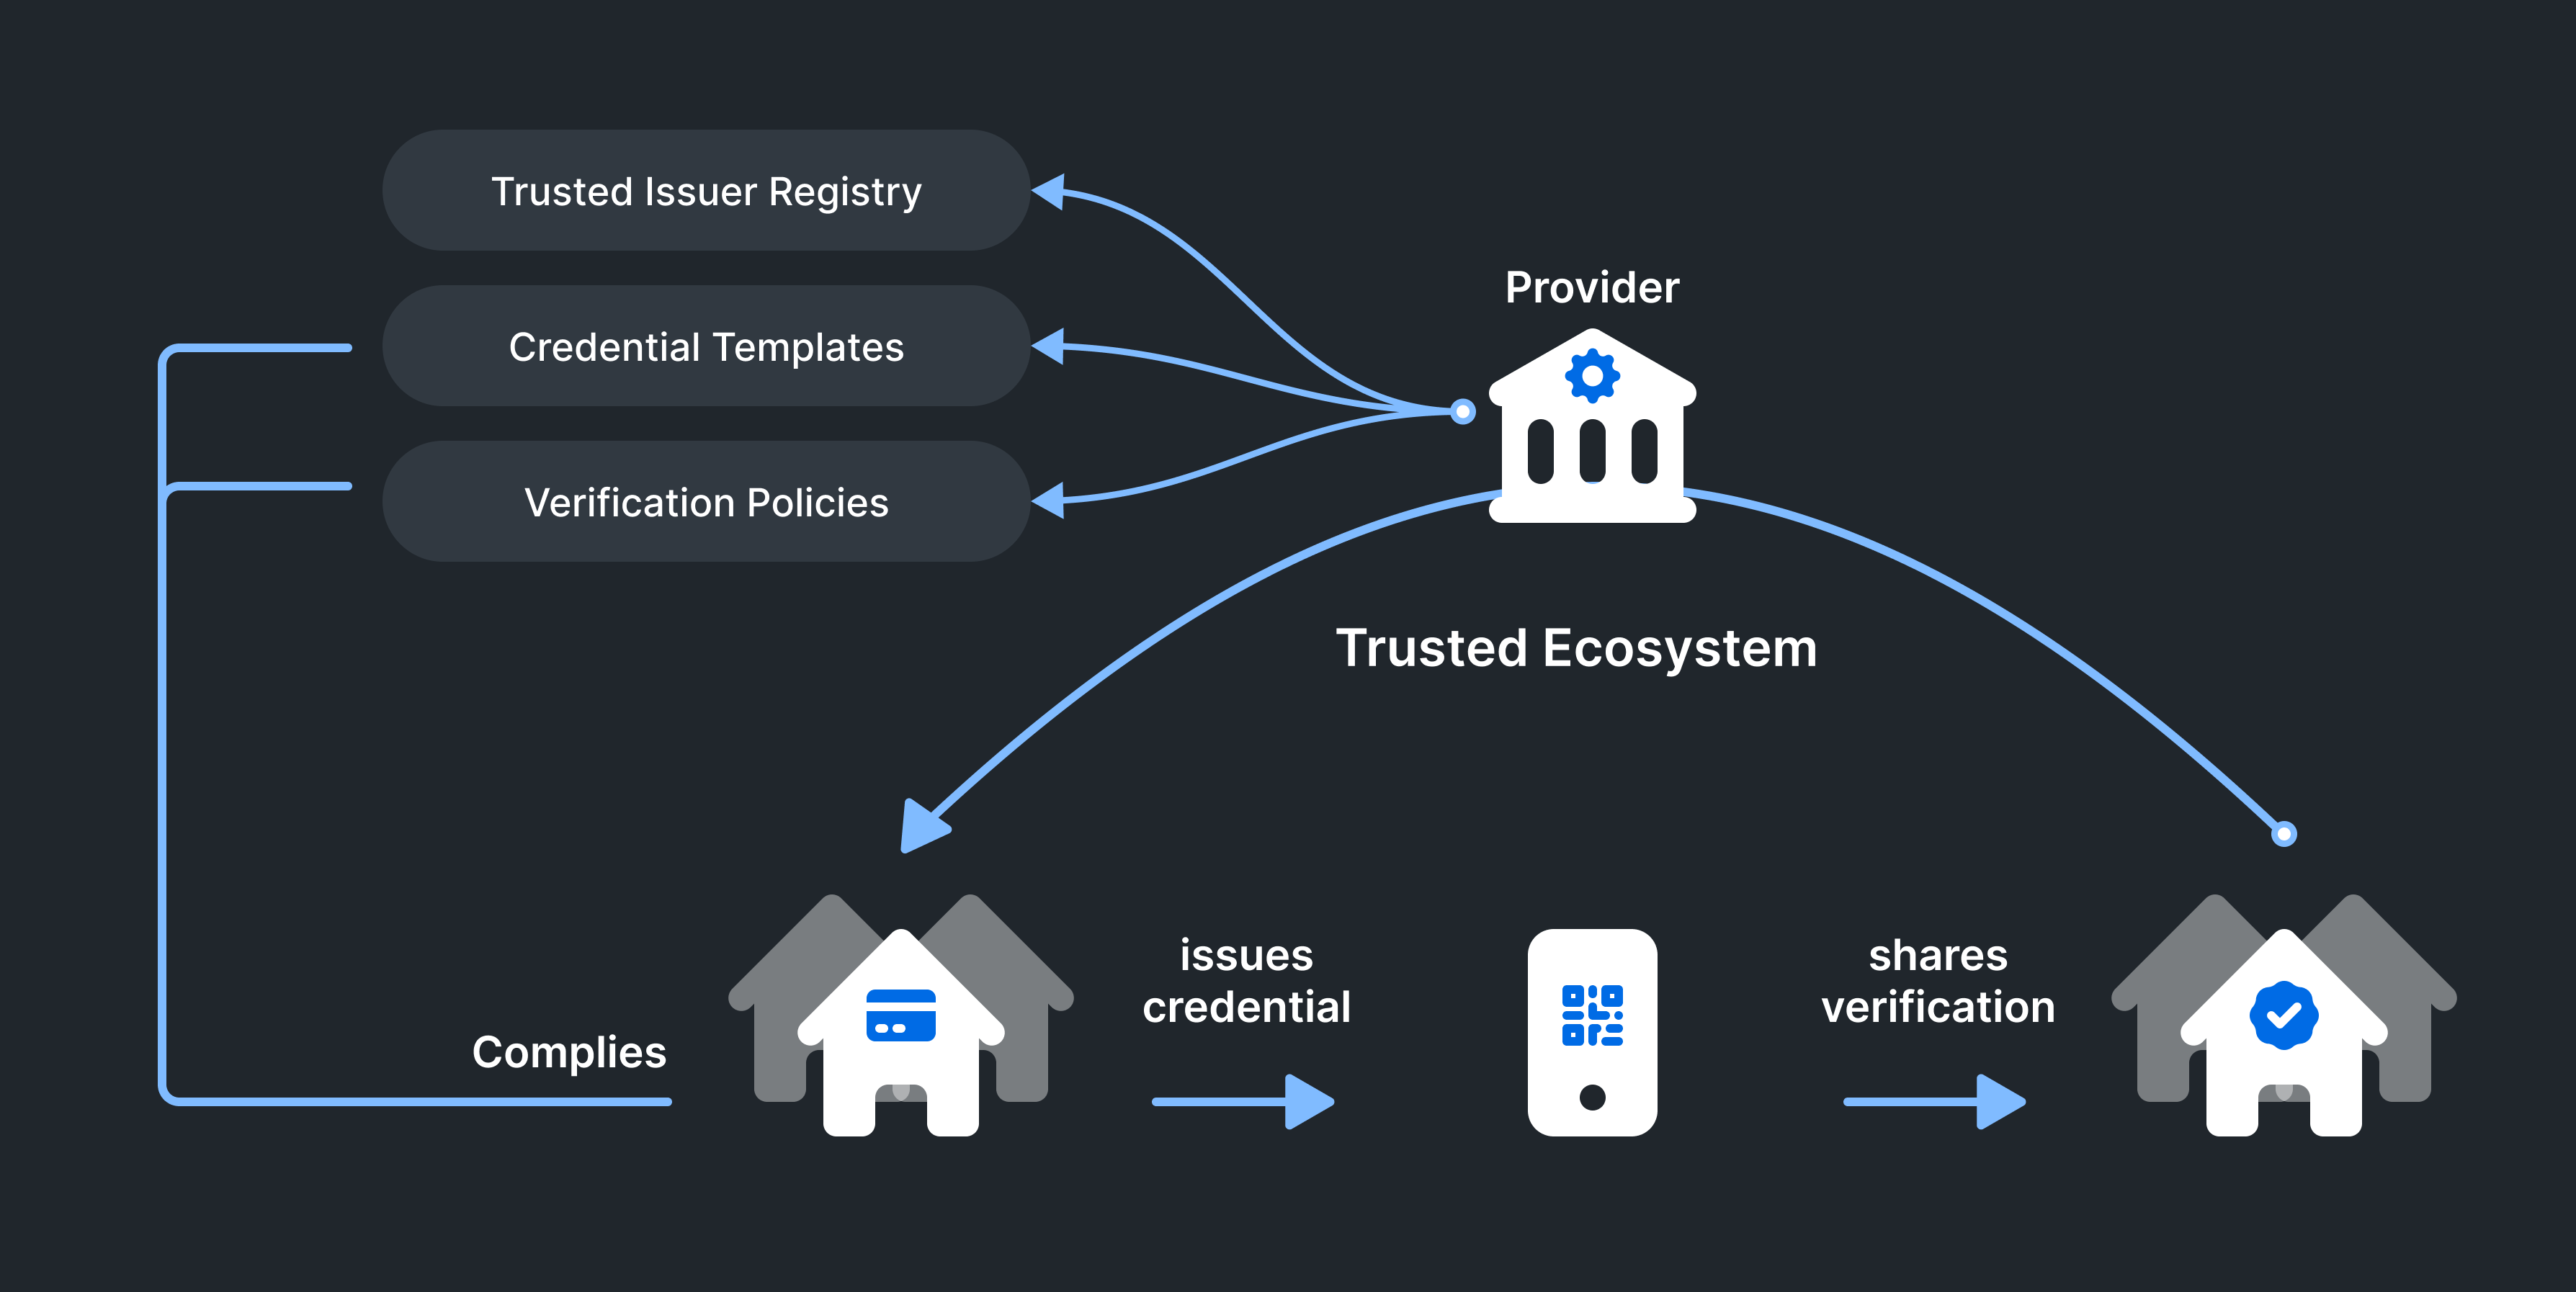 Trusted Issuer Registry
Provider
Credential Templates
Verification Policies
Trusted Ecosystem
issues
credential
shares
verification
Complies